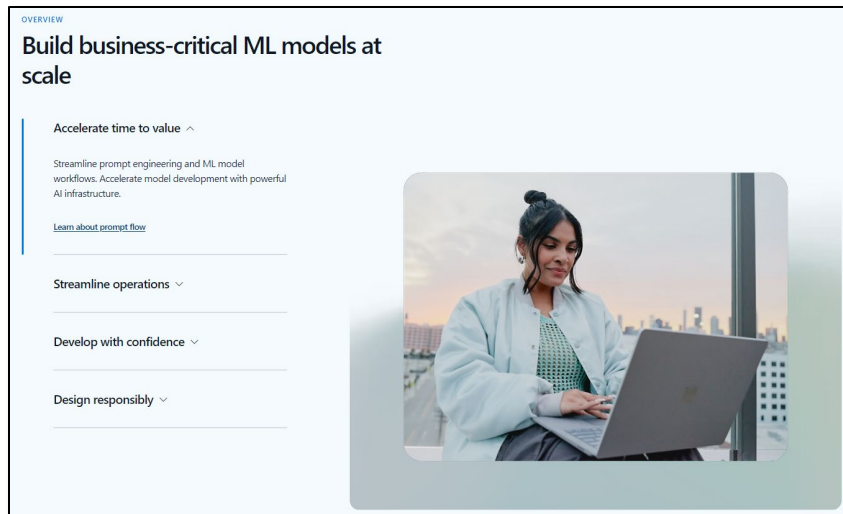 OVERVIEW
Build business-critical ML models at
scale
Accelerate time to value
Streamline prompt engineering and ML model
workflows. Accelerate model development with powerful
AI infrastructure.
Learn about prompt flow
Streamline operations
Develop with confidence
Design responsibly